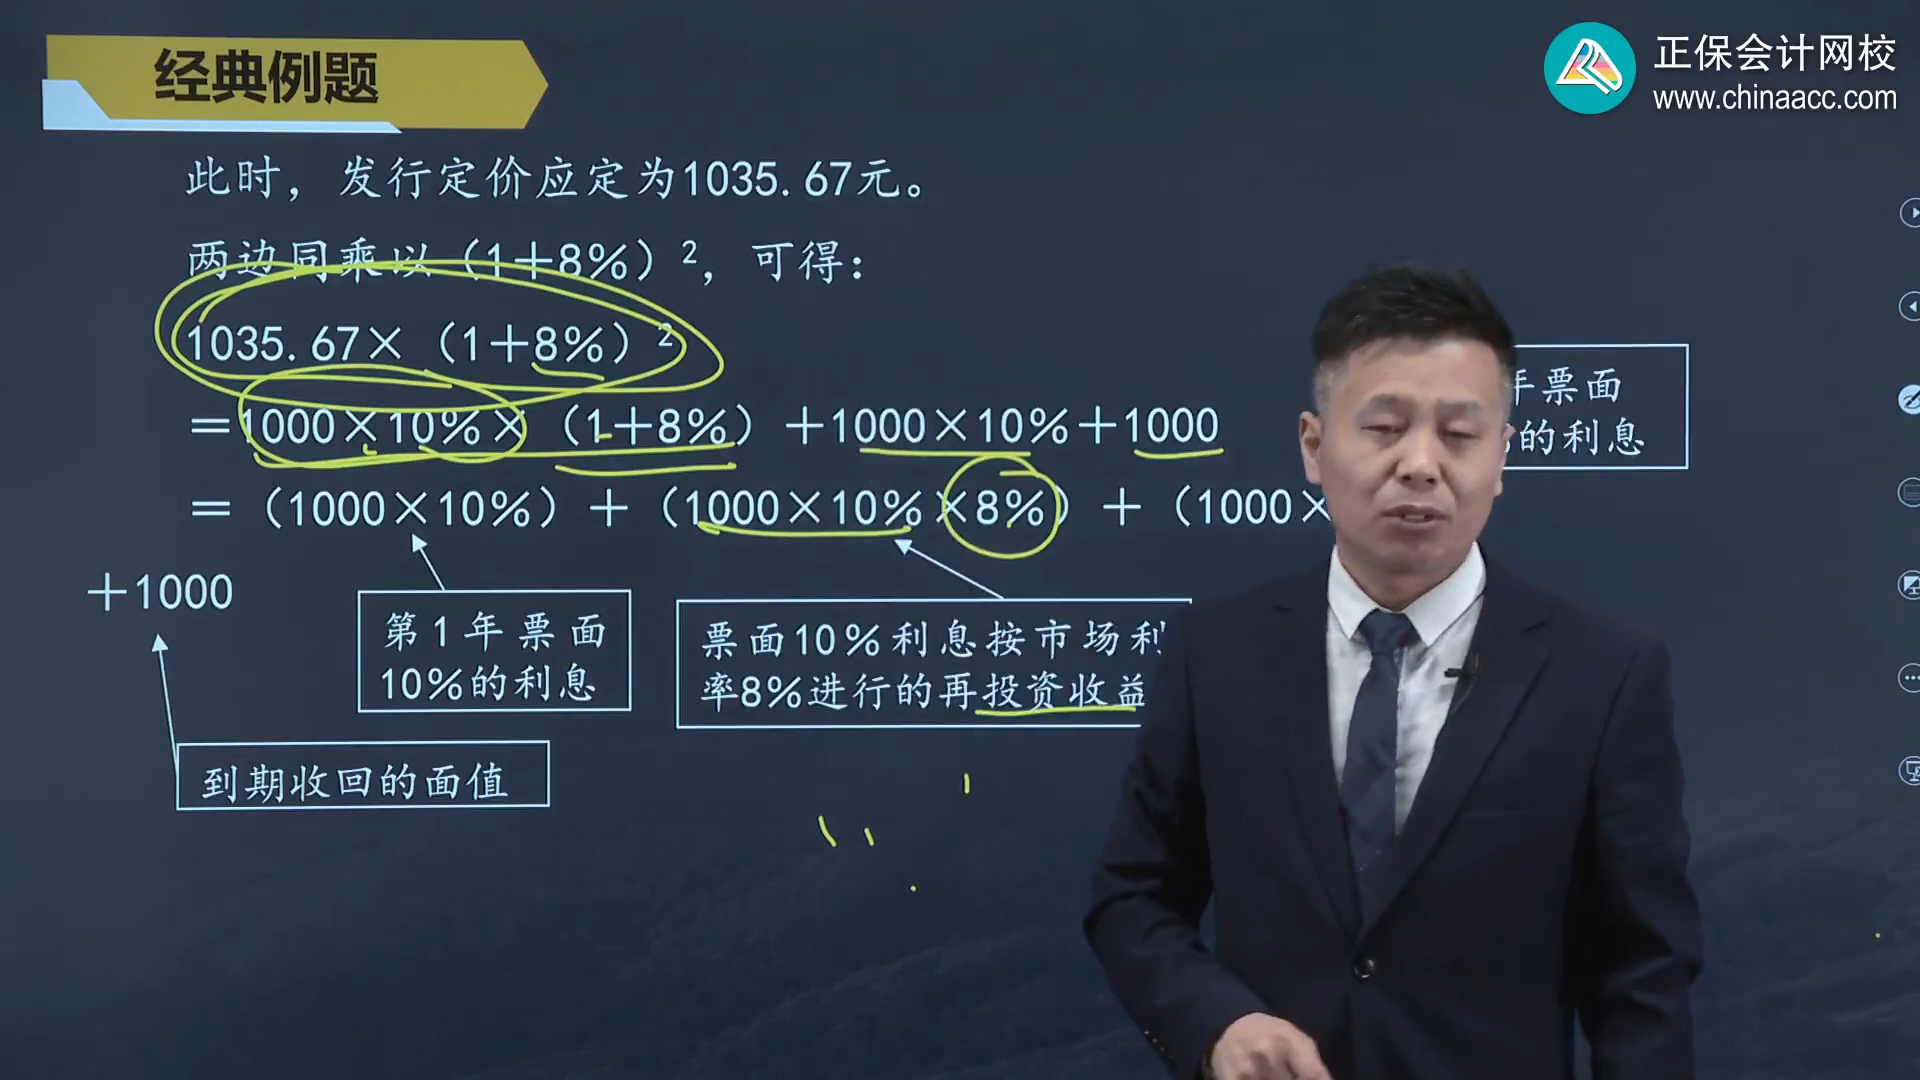 经典例题
正保会计网校
www.chinaacc.com
此时，发行定价应定为1035.67元。
两边同乘以（1＋8%）²，可得：
1035.67×（1＋8%）²
＝1000×10%×（1＋8%）＋1000×10%＋1000
＝（1000×10%）＋（1000×10%×8%）＋（1000×
＋1000
年票面
的利息
第1年票面
10%的利息
票面10%利息按市场利
率8%进行的再投资收益
到期收回的面值